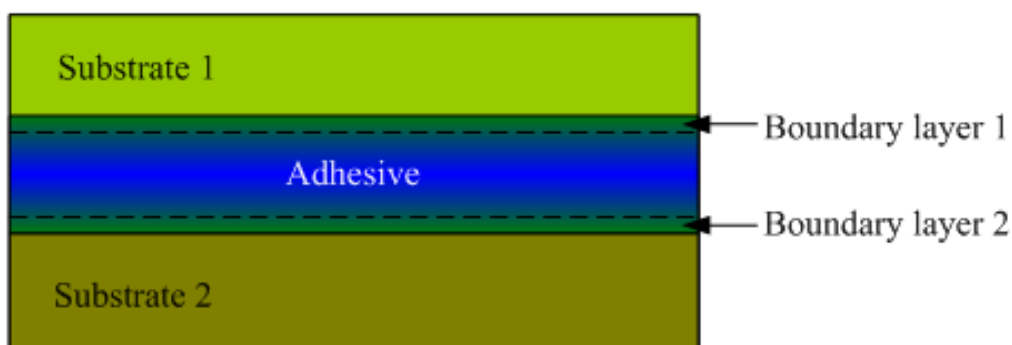 Substrate 1
Boundary layer 1
Adhesive
Boundary layer 2
Substrate 2